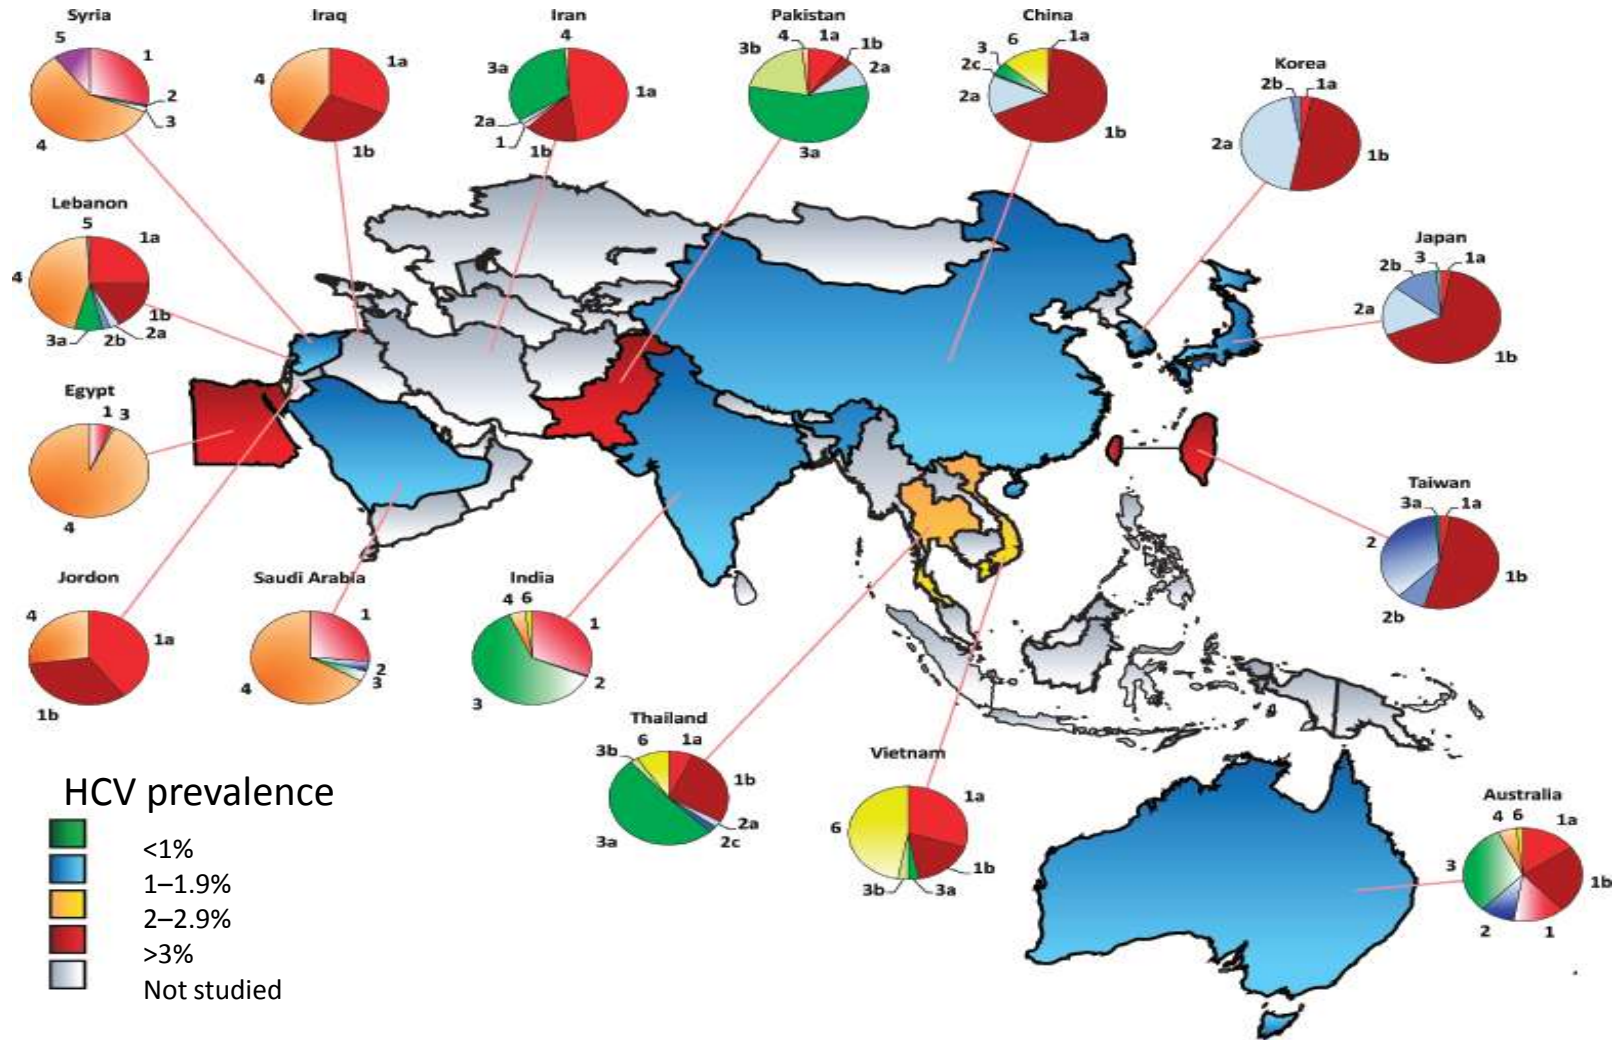 Syria
5
1
2
3
4
Iraq
4
1a
1b
Iran
4
3a
1a
2a
1
1b
Pakistan
4
1a
3b
1b
2a
3a
China
6
1a
3
2c
2a
1b
Korea
2b
1a
2a
1b
Lebanon
5
1a
4
1b
2a
2b
3a
Japan
3
1a
2b
2a
1b
Egypt
1
3
4
Taiwan
3a
1a
2
1b
2b
Jordon
4
1a
1b
Saudi Arabia
1
2
3
4
India
4
6
1
2
3
Thailand
6
1a
3b
1b
2a
2c
3a
Vietnam
1a
6
1b
3a
3b
Australia
4
6
1a
3
1b
2
1
HCV prevalence
<1%
1–1.9%
2–2.9%
>3%
Not studied